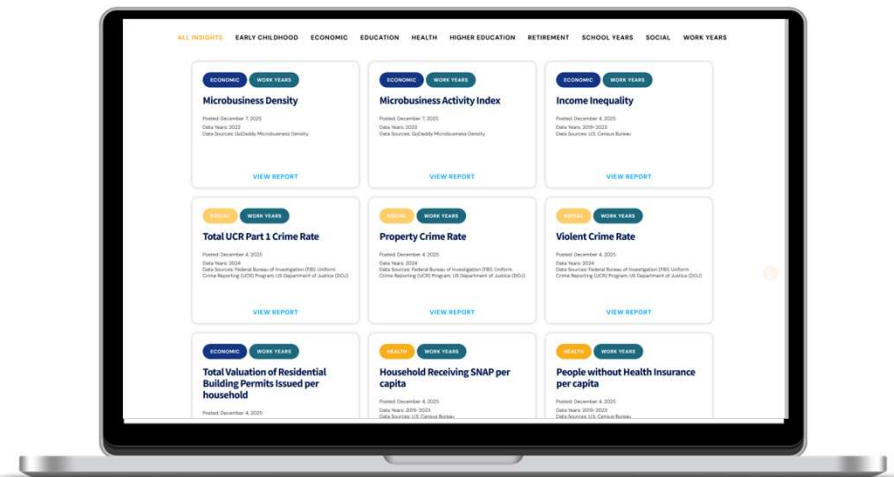 ALL INSIGHTS EARLY CHILDHOOD ECONOMIC EDUCATION HEALTH HIGHER EDUCATION RETIREMENT SCHOOL YEARS SOCIAL WORK YEARS
ECONOMIC WORK YEARS
Microbusiness Density
Posted: December 7, 2025
Data Years: 2023
Data Sources: GoDaddy Microbusiness Density
VIEW REPORT
ECONOMIC WORK YEARS
Microbusiness Activity Index
Posted: December 7, 2025
Data Years: 2023
Data Sources: GoDaddy Microbusiness Density
VIEW REPORT
ECONOMIC WORK YEARS
Income Inequality
Posted: December 4, 2025
Data Years: 2019-2023
Data Sources: U.S. Census Bureau
VIEW REPORT
SOCIAL WORK YEARS
Total UCR Part 1 Crime Rate
Posted: December 4, 2025
Data Years: 2024
Data Sources: Federal Bureau of Investigation (FBI) Uniform
Crime Reporting (UCR) Program; US Department of Justice (DOJ)
VIEW REPORT
SOCIAL WORK YEARS
Property Crime Rate
Posted: December 4, 2025
Data Years: 2024
Data Sources: Federal Bureau of Investigation (FBI) Uniform
Crime Reporting (UCR) Program; US Department of Justice (DOJ)
VIEW REPORT
SOCIAL WORK YEARS
Violent Crime Rate
Posted: December 4, 2025
Data Years: 2024
Data Sources: Federal Bureau of Investigation (FBI) Uniform
Crime Reporting (UCR) Program; US Department of Justice (DOJ)
VIEW REPORT
ECONOMIC WORK YEARS
Total Valuation of Residential
Building Permits Issued per
household
Posted: December 4, 2025
HEALTH WORK YEARS
Household Receiving SNAP per
capita
Posted: December 4, 2025
Data Years: 2019-2023
Data Sources: U.S. Census Bureau
HEALTH WORK YEARS
People without Health Insurance
per capita
Posted: December 4, 2025
Data Years: 2019-2023
Data Sources: U.S. Census Bureau